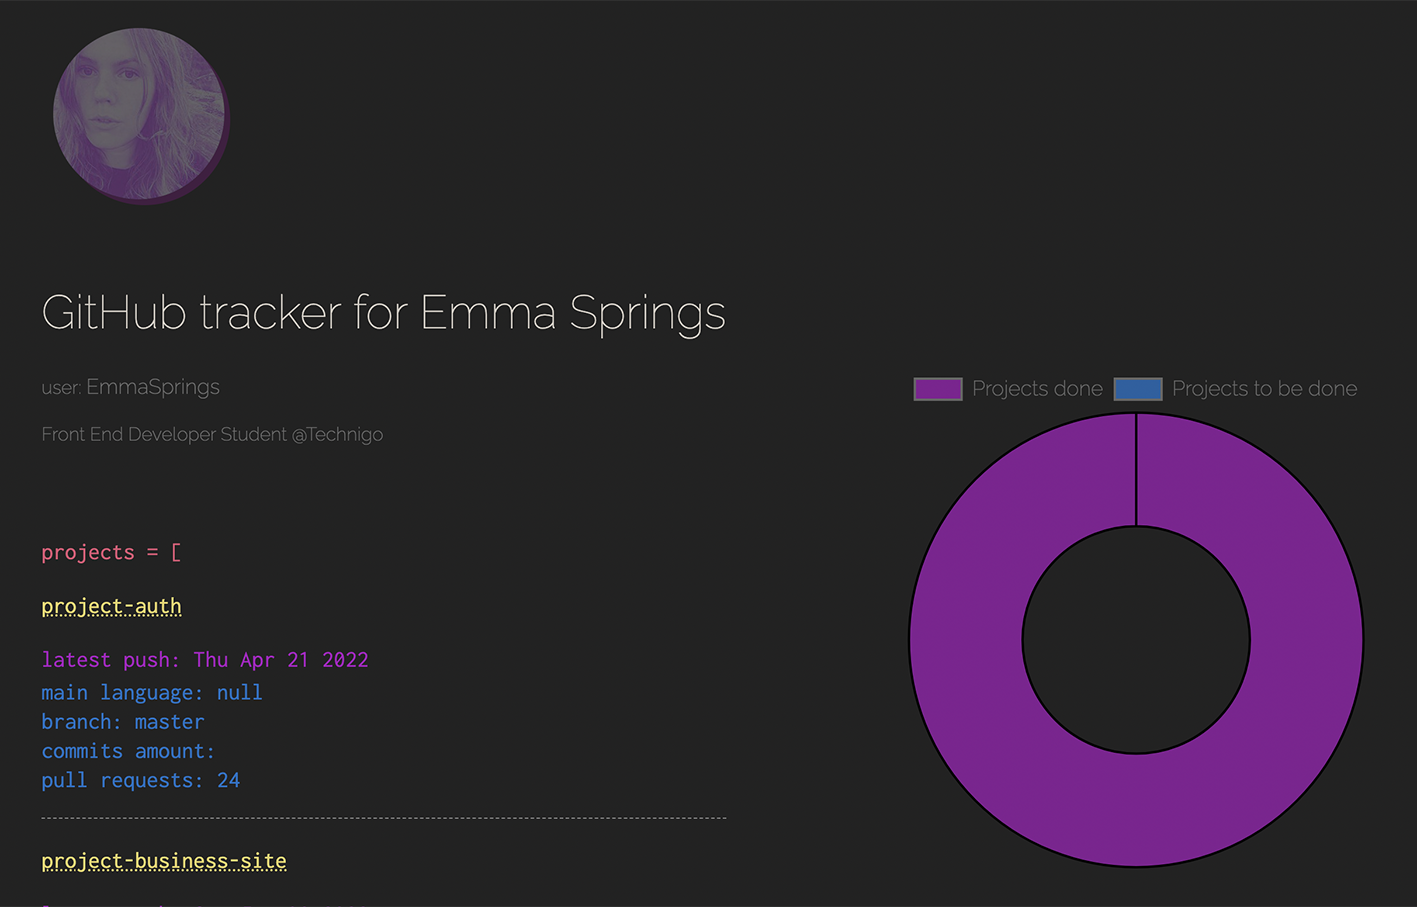 GitHub tracker for Emma Springs
user: EmmaSprings
Front End Developer Student @Technigo
Projects done
Projects to be done
projects = [
project-auth
latest push: Thu Apr 21 2022
main language: null
branch: master
commits amount:
pull requests: 24
project-business-site